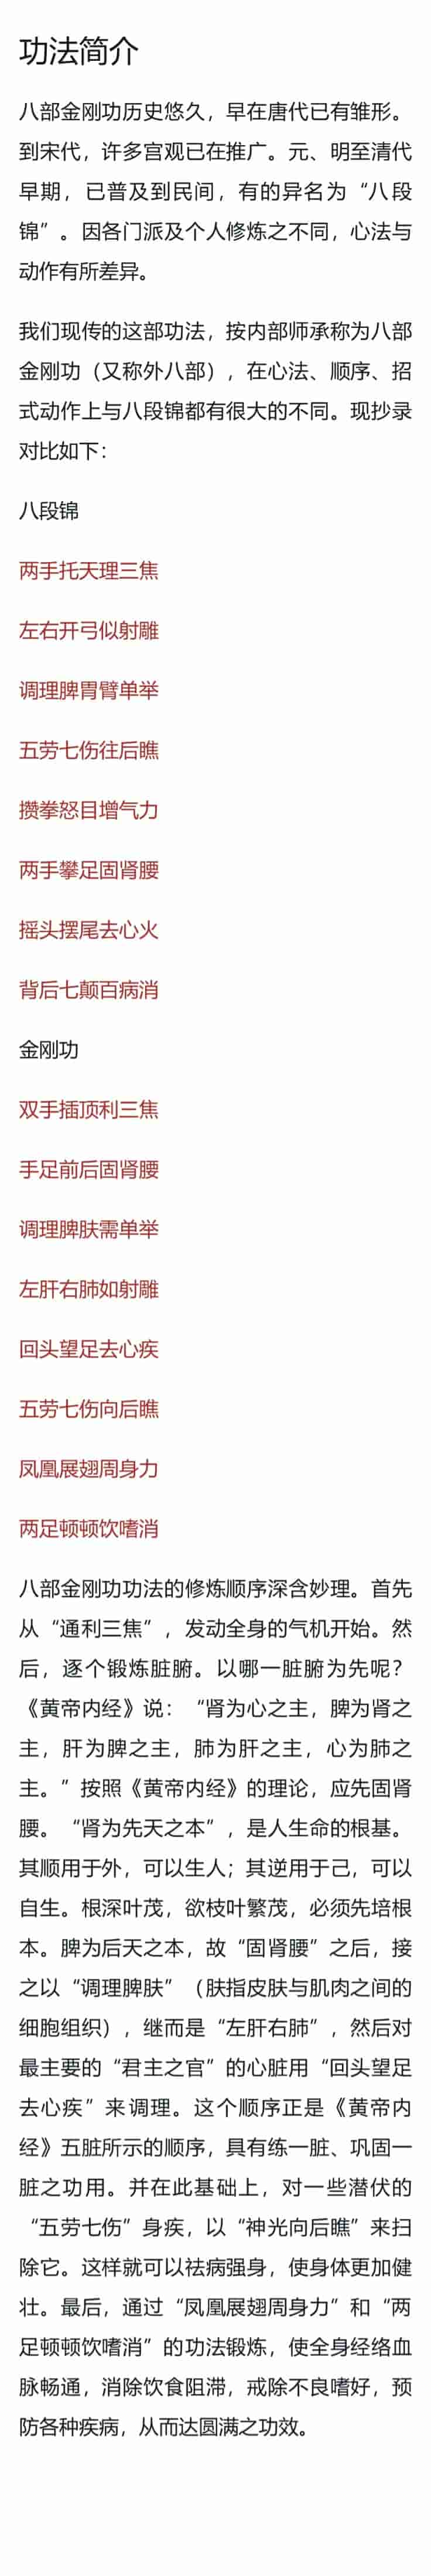 功法简介
八部金刚功历史悠久，早在唐代已有雏形。
到宋代，许多宫观已在推广。元、明至清代
早期，已普及到民间，有的异名为“八段
锦”。因各门派及个人修炼之不同，心法与
动作有所差异。
我们现传的这部功法，按内部师承称为八部
金刚功（又称外八部），在心法、顺序、招
式动作上与八段锦都有很大的不同。现抄录
对比如下：
八段锦
两手托天理三焦
左右开弓似射雕
调理脾胃臂单举
五劳七伤往后瞧
攒拳怒目增气力
两手攀足固肾腰
摇头摆尾去心火
背后七颠百病消
金刚功
双手插顶利三焦
手足前后固肾腰
调理脾肤需单举
左肝右肺如射雕
回头望足去心疾
五劳七伤向后瞧
凤凰展翅周身力
两足顿顿饮嗜消
八部金刚功功法的修炼顺序深含妙理。首先
从“通利三焦”，发动全身的气机开始。然
后，逐个锻炼脏腑。以哪一脏腑为先呢？
《黄帝内经》说：“肾为心之主，脾为肾之
主，肝为脾之主，肺为肝之主，心为肺之
主。”按照《黄帝内经》的理论，应先固肾
腰。“肾为先天之本”，是人生命的根基。
其顺用于外，可以生人；其逆用于己，可以
自生。根深叶茂，欲枝叶繁茂，必须先培根
本。脾为后天之本，故“固肾腰”之后，接
之以“调理脾肤”（肤指皮肤与肌肉之间的
细胞组织），继而是“左肝右肺”，然后对
最主要的“君主之官”的心脏用“回头望足
去心疾”来调理。这个顺序正是《黄帝内
经》五脏所示的顺序，具有练一脏、巩固一
脏之功用。并在此基础上，对一些潜伏的
“五劳七伤”身疾，以“神光向后瞧”来扫
除它。这样就可以祛病强身，使身体更加健
壮。最后，通过“凤凰展翅周身力”和“两
足顿顿饮嗜消”的功法锻炼，使全身经络血
脉畅通，消除饮食阻滞，戒除不良嗜好，预
防各种疾病，从而达圆满之功效。